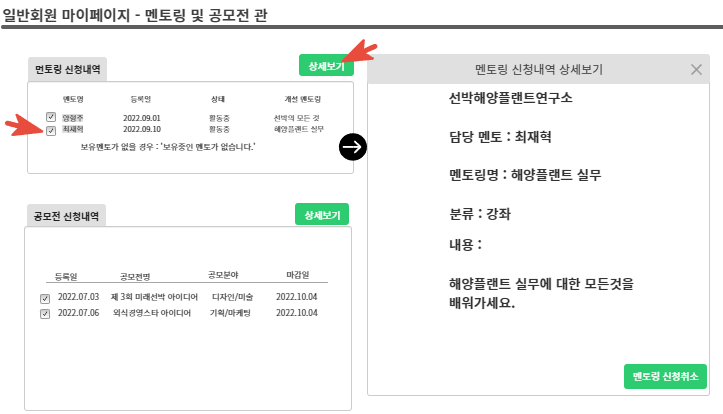 일반회원 마이페이지 - 멘토링 및 공모전 관
먼토링 신청내역
상세보기
멘토명 등록일 상태 개설 멘토링
양형주 2022.09.01 활동중 선박의 모든 것
최재혁 2022.09.10 활동중 해양플랜트 실무
보유멘토가 없을 경우 : '보유중인 멘토가 없습니다.'
공모전 신청내역
상세보기
등록일 공모전명 공모분야 마감일
2022.07.03 제 3회 미래선박 아이디어 디자인/미술 2022.10.04
2022.07.06 외식경영스타 아이디어 기획/마케팅 2022.10.04
멘토링 신청내역 상세보기
선박해양플랜트연구소
담당 멘토 : 최재혁
멘토링명 : 해양플랜트 실무
분류 : 강좌
내용 :
해양플랜트 실무에 대한 모든것을
배워가세요.
멘토링 신청취소